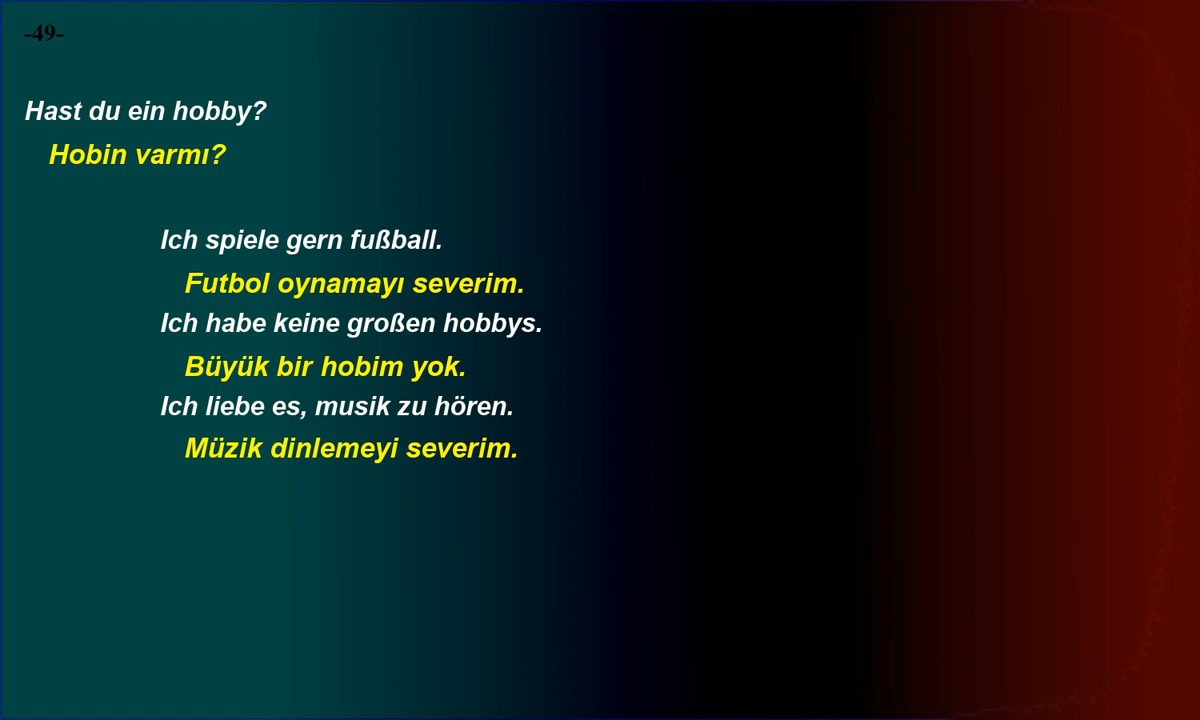 -49-
Hast du ein hobby?
Hobin varmı?
Ich spiele gern fußball.
Futbol oynamayı severim.
Ich habe keine großen hobbys.
Büyük bir hobim yok.
Ich liebe es, musik zu hören.
Müzik dinlemeyi severim.